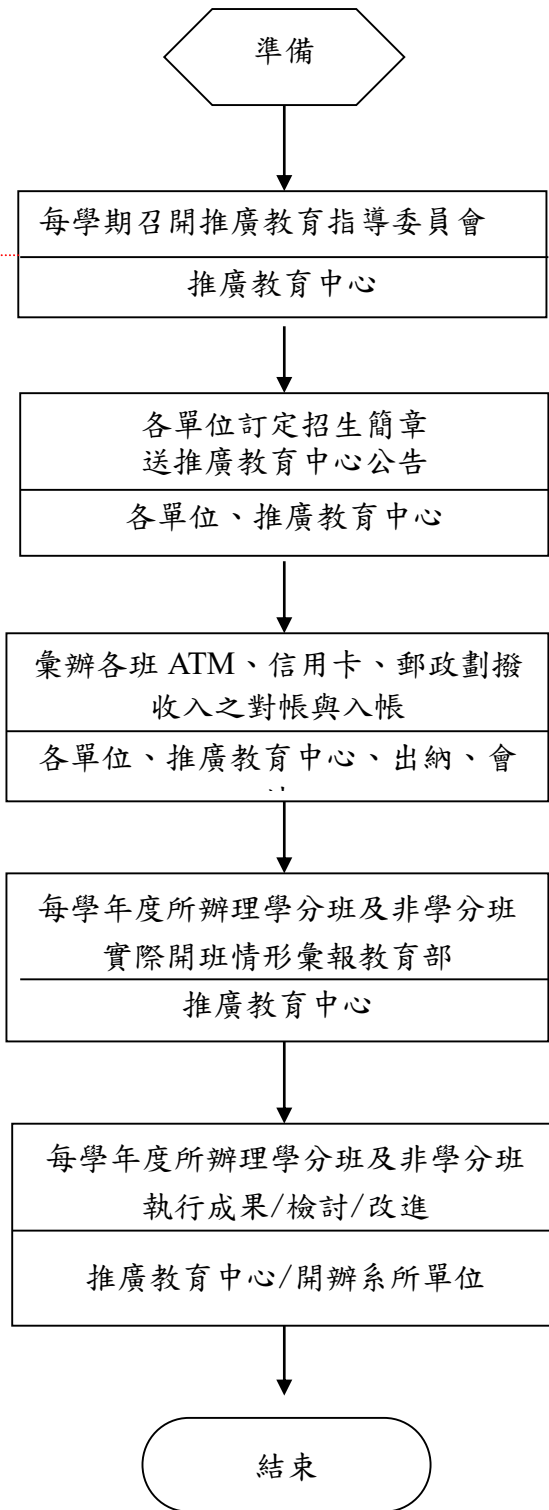 準備
每學期召開推廣教育指導委員會
推廣教育中心
各單位訂定招生簡章
送推廣教育中心公告
各單位、推廣教育中心
彙辦各班 ATM、信用卡、郵政劃撥
收入之對帳與入帳
各單位、推廣教育中心、出納、會
每學年度所辦理學分班及非學分班
實際開班情形彙報教育部
推廣教育中心
每學年度所辦理學分班及非學分班
執行成果/檢討/改進
推廣教育中心/開辦系所單位
結束